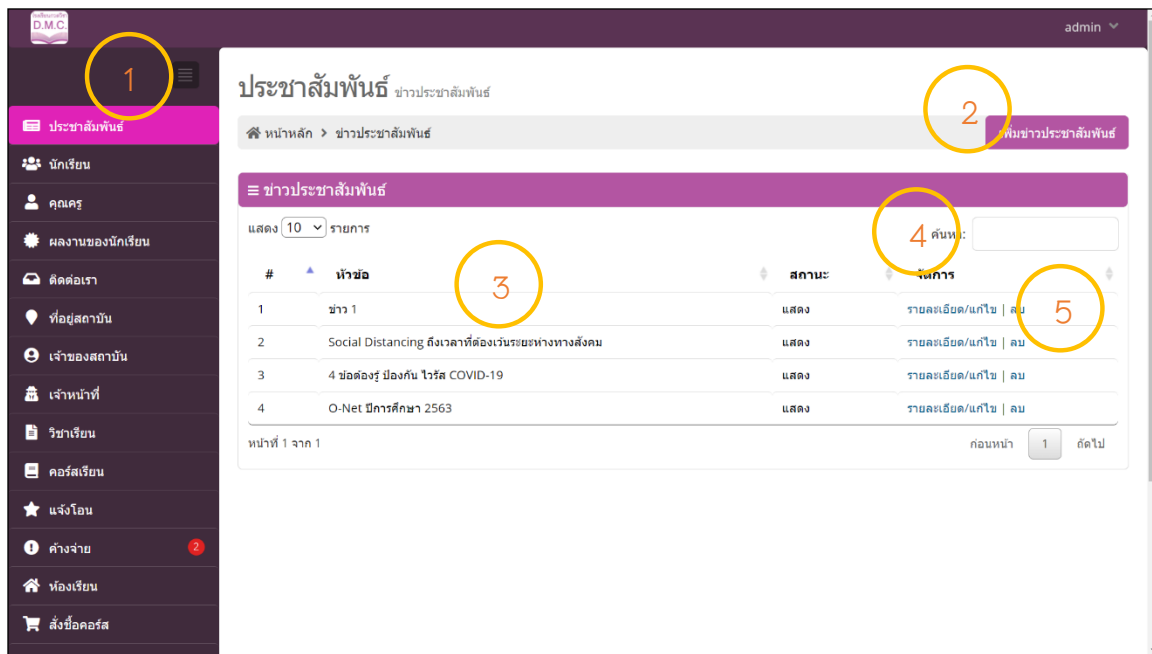 D.M.C.
admin
1
ประชาสัมพันธ์
นักเรียน
คุณครู
ผลงานของนักเรียน
ติดต่อเรา
ที่อยู่สถาบัน
เจ้าของสถาบัน
เจ้าหน้าที่
วิชาเรียน
คอร์สเรียน
แจ้งโอน
ค้างจ่าย 2
ห้องเรียน
สั่งซื้อคอร์ส
ประชาสัมพันธ์ ข่าวประชาสัมพันธ์
2
หน้าหลัก > ข่าวประชาสัมพันธ์
เพิ่มข่าวประชาสัมพันธ์
ข่าวประชาสัมพันธ์
แสดง 10 รายการ
4 ค้นหา:
# หัวข้อ สถานะ จัดการ
3
5
1 ข่าว 1 แสดง รายละเอียด/แก้ไข | ลบ
2 Social Distancing ถึงเวลาที่ต้องเว้นระยะห่างทางสังคม แสดง รายละเอียด/แก้ไข | ลบ
3 4 ข้อต้องรู้ ป้องกัน ไวรัส COVID-19 แสดง รายละเอียด/แก้ไข | ลบ
4 O-Net ปีการศึกษา 2563 แสดง รายละเอียด/แก้ไข | ลบ
หน้าที่ 1 จาก 1
ก่อนหน้า 1 ถัดไป